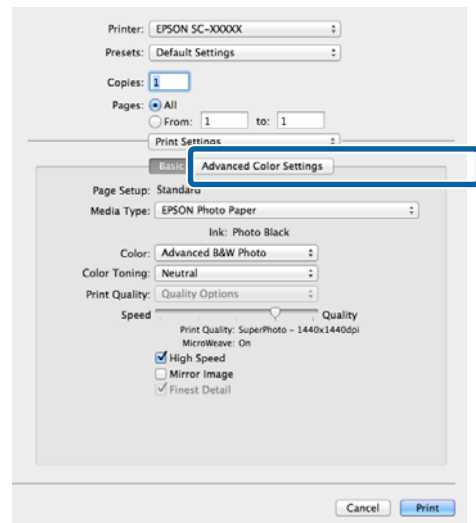 Printer: EPSON SC-XXXXX
Presets: Default Settings
Copies: 1
Pages: All
From: 1 to: 1
Print Settings
Basic Advanced Color Settings
Page Setup: Standard
Media Type: EPSON Photo Paper
Ink: Photo Black
Color: Advanced B&W Photo
Color Toning: Neutral
Print Quality: Quality Options
Speed Quality
Print Quality: SuperPhoto - 1440x1440dpi
MicroWeave: On
High Speed
Mirror Image
Finest Detail
Cancel Print